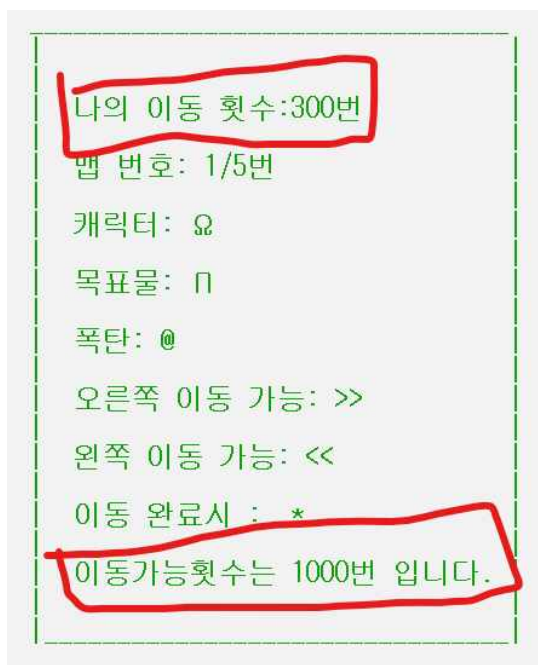 나의 이동 횟수:300번
맵 번호: 1/5번
캐릭터: Ω
목표물: Π
폭탄: @
오른쪽 이동 가능: >>
왼쪽 이동 가능: <<
이동 완료시 : *
이동가능횟수는 1000번 입니다.